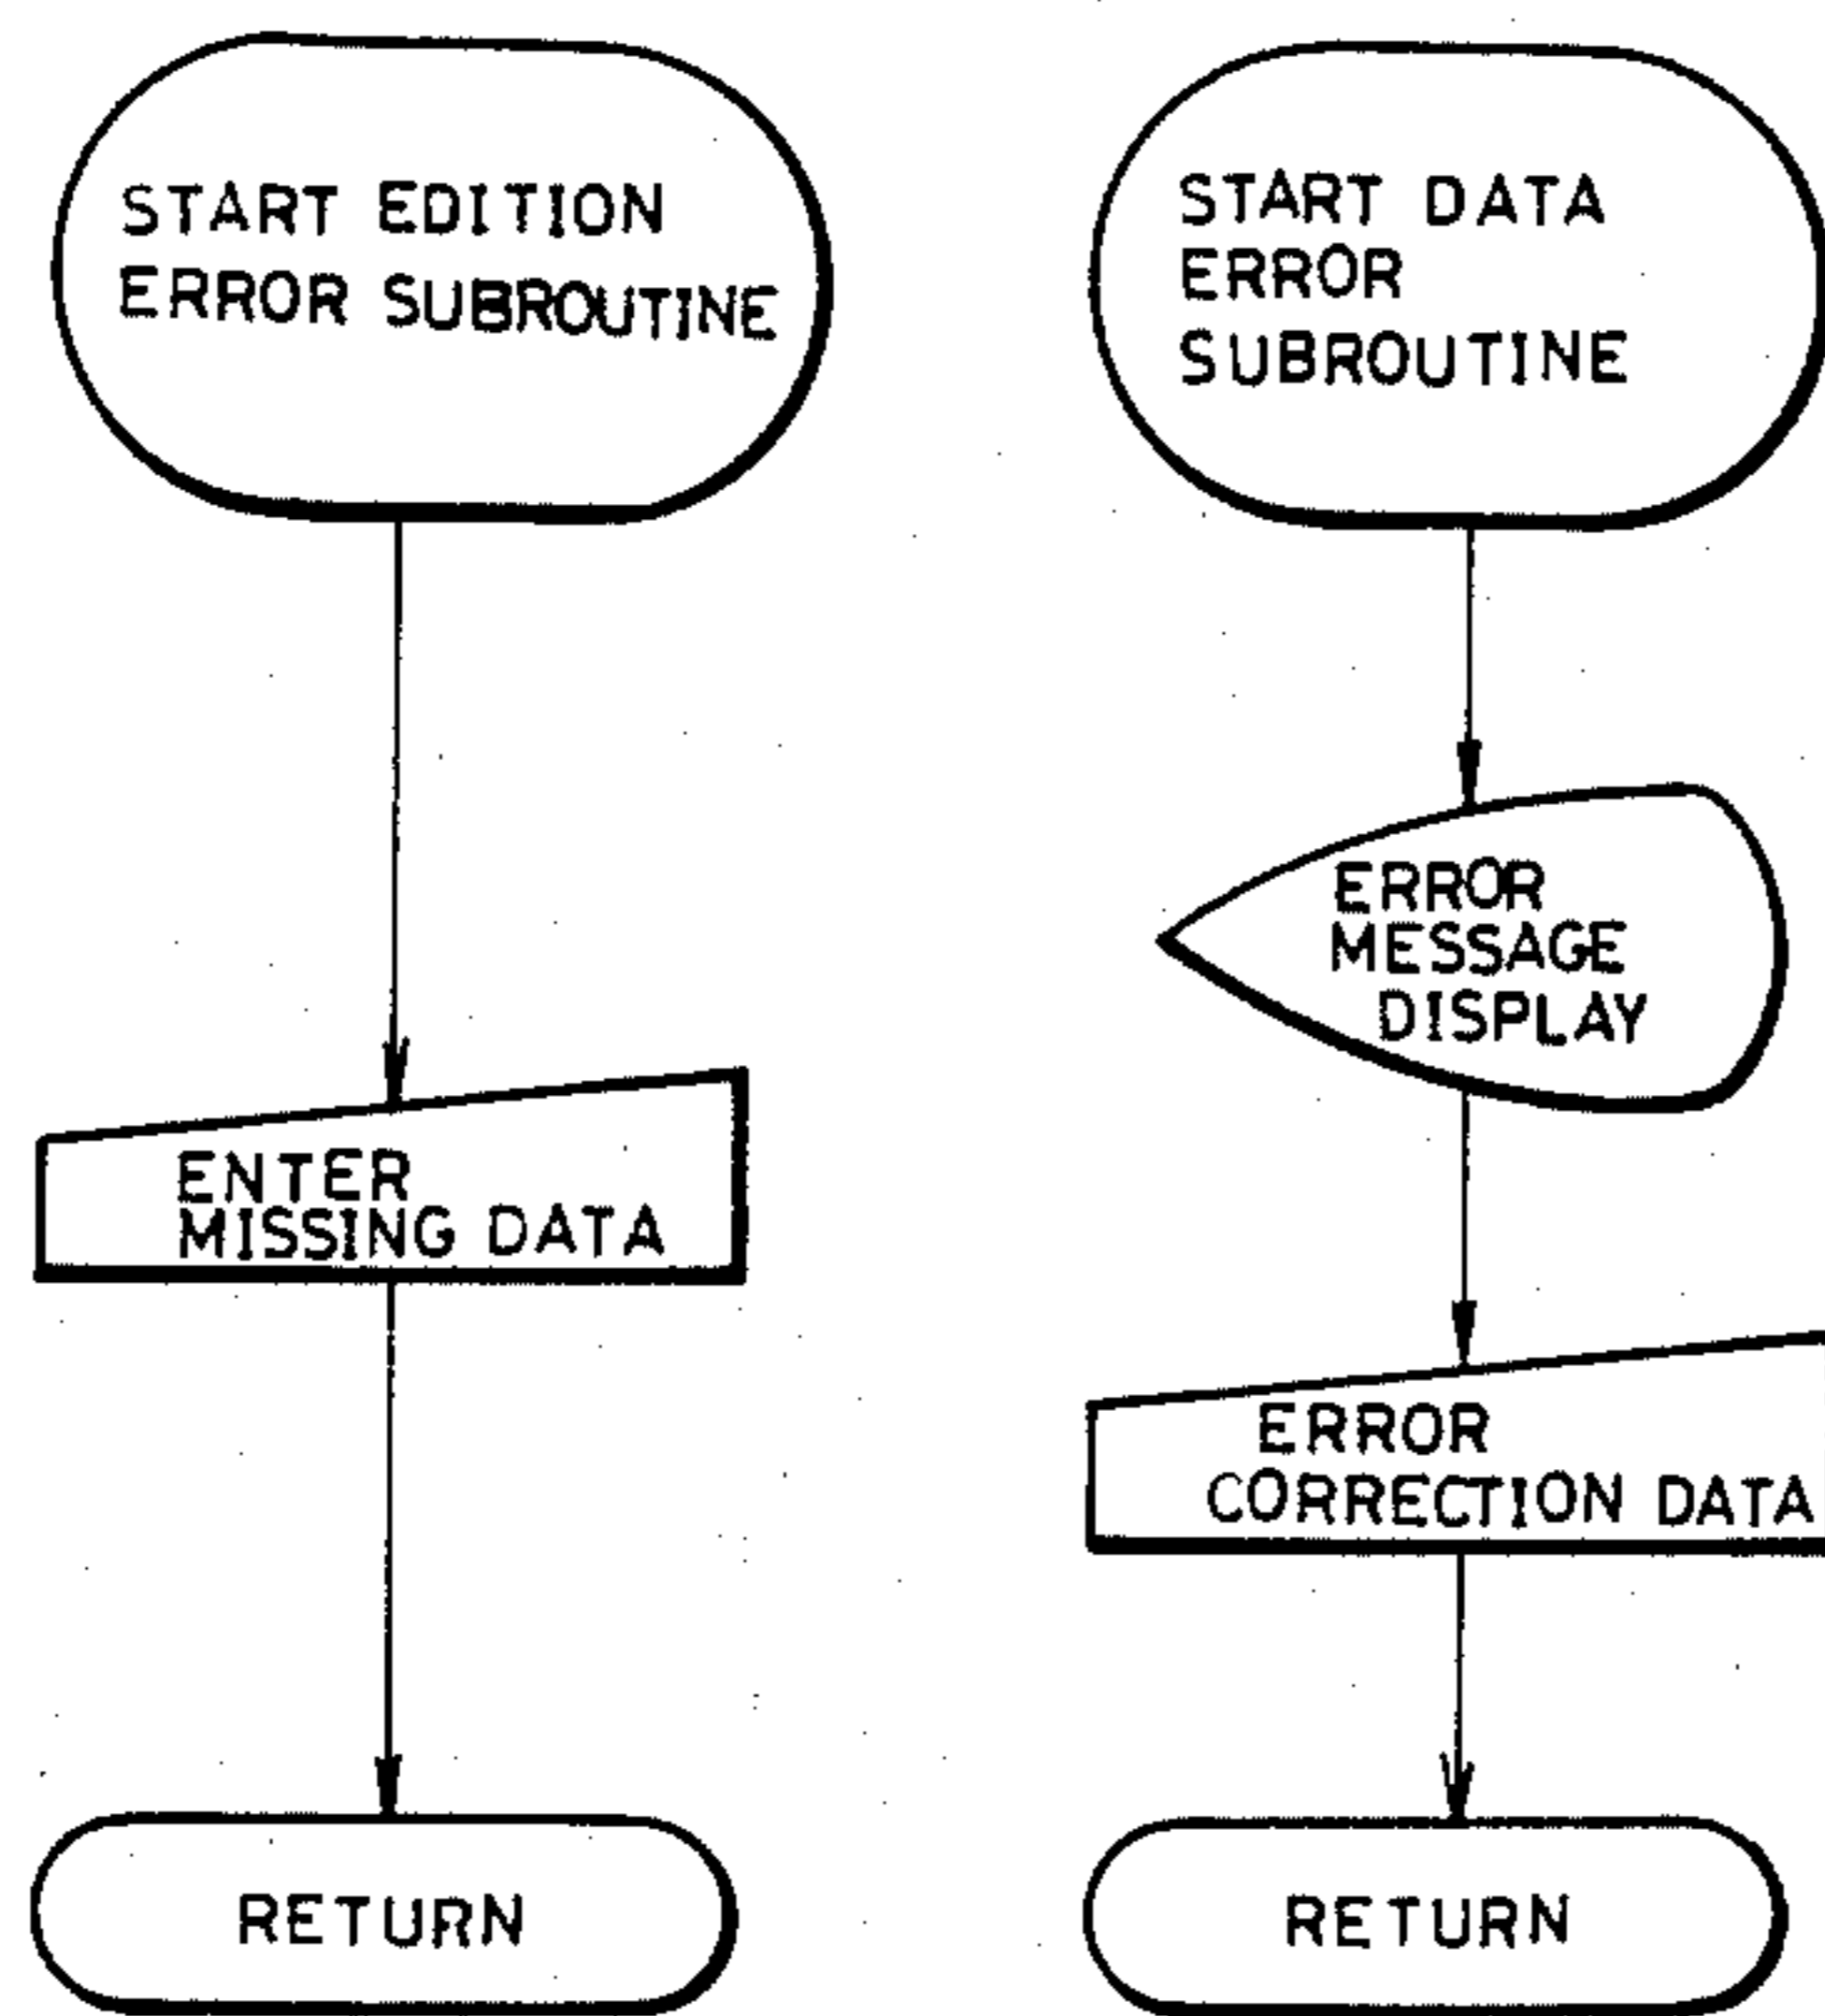 START EDITION
ERROR SUBROUTINE
ENTER
MISSING DATA
RETURN
START DATA
ERROR
SUBROUTINE
ERROR
MESSAGE
DISPLAY
ERROR
CORRECTION DATA
RETURN